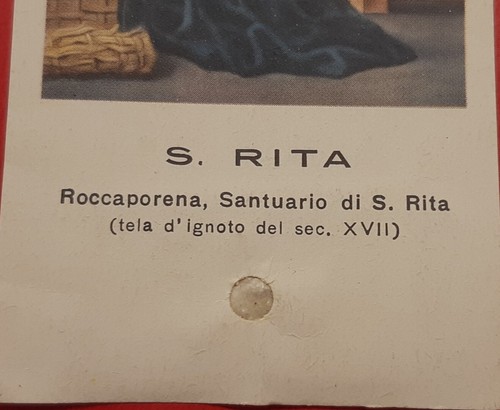 S. RITA
Roccaporena, Santuario di S. Rita
(tela d'ignoto del sec. XVII)